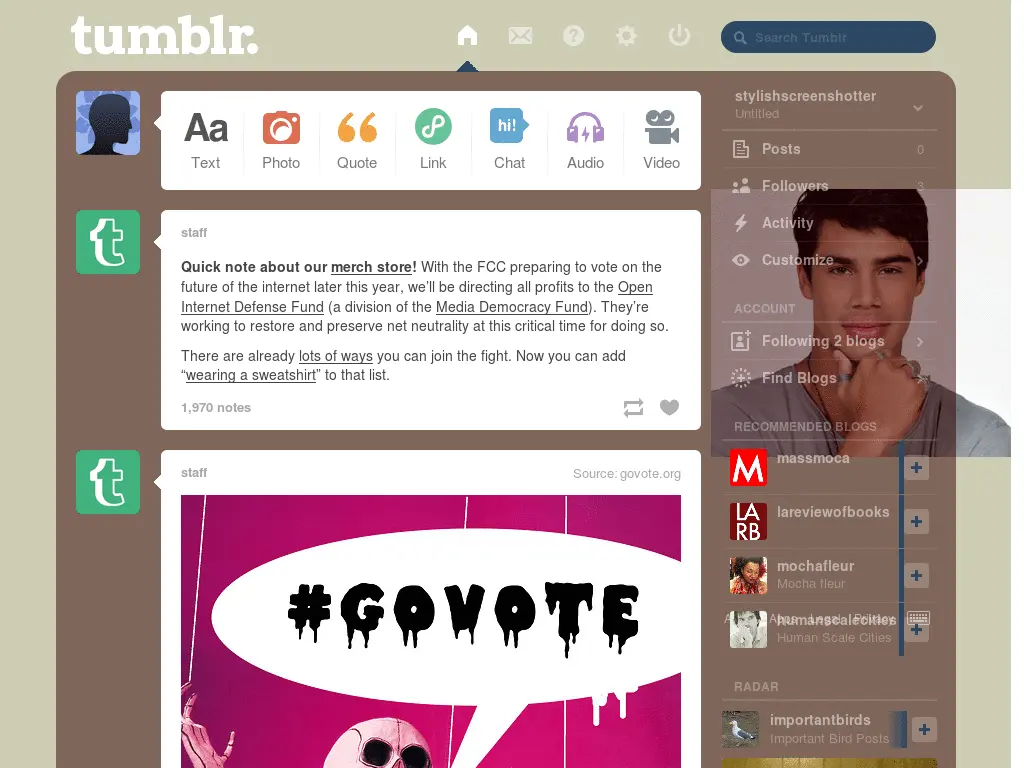 tumblr.
Search Tumblr
Aa
hi!
Text
Photo
Quote
Link
Chat
Audio
Video
staff
Quick note about our merch store! With the FCC preparing to vote on the
future of the internet later this year, we’ll be directing all profits to the Open
Internet Defense Fund (a division of the Media Democracy Fund). They’re
working to restore and preserve net neutrality at this critical time for doing so.
There are already lots of ways you can join the fight. Now you can add
“wearing a sweatshirt” to that list.
1,970 notes
staff
Source: govote.org
#GOVOTE
stylishscreenshotter
Untitled
Posts 0
Followers 3
Activity
Customize
ACCOUNT
Following 2 blogs
Find Blogs
RECOMMENDED BLOGS
M
massmoca
LA
RB
lareviewofbooks
mochafleur
Mocha fleur
humanscalecities
Apps Legal Privacy
Human Scale Cities
RADAR
importantbirds
Important Bird Posts